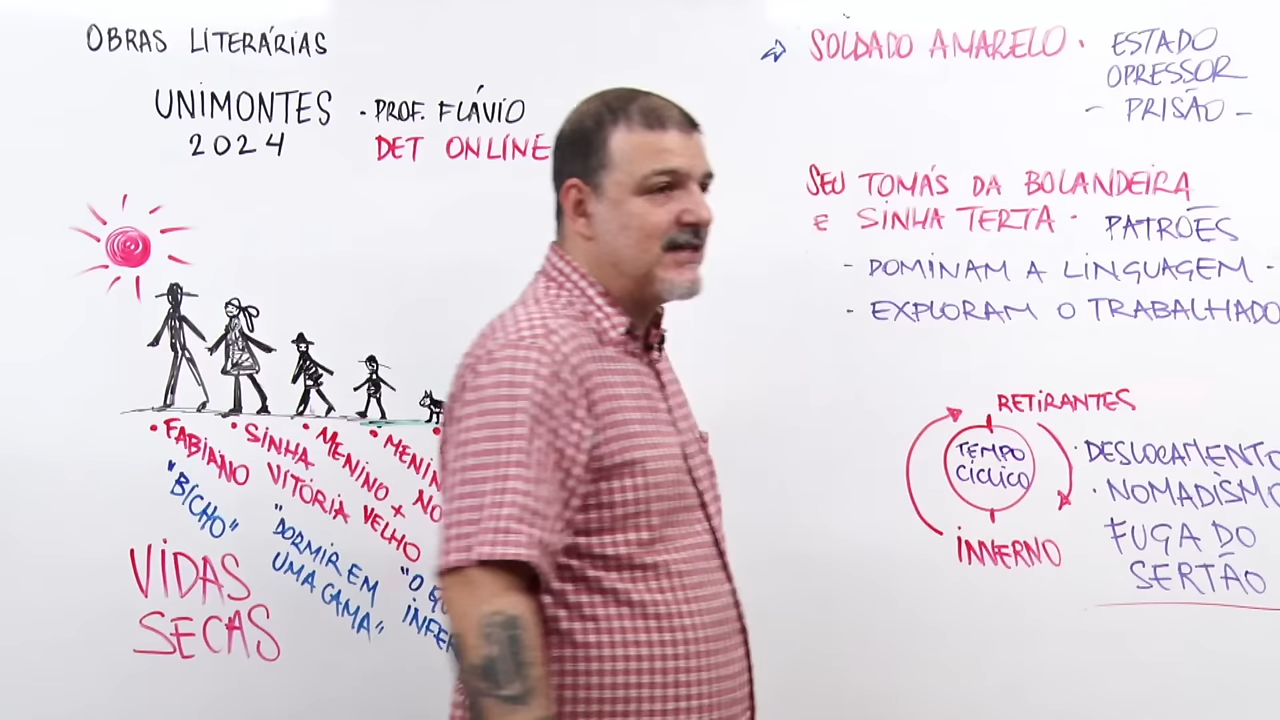 OBRAS LITERÁRIAS
UNIMONTES
2024
• PROF. FLÁVIO
DET ONLINE
• FABIANO
"BICHO"
• SINHA
VITÓRIA
"DORMIR EM
UMA CAMA"
• MENINO +
VELHO
"O
• 
VIDAS
SECAS
⇒ SOLDADO AMARELO •
ESTADO
OPRESSOR
- PRISÃO -
SEU TOMÁS DA BOLANDEIRA
E SINHA TERTA •
PATRÕES
- DOMINAM A LINGUAGEM -
- EXPLORAM O TRABALHADO
RETIRANTES
TEMPO
CÍCLICO
INVERNO
• DESLOCAMENTO
• NOMADISMO
FUGA DO
SERTÃO